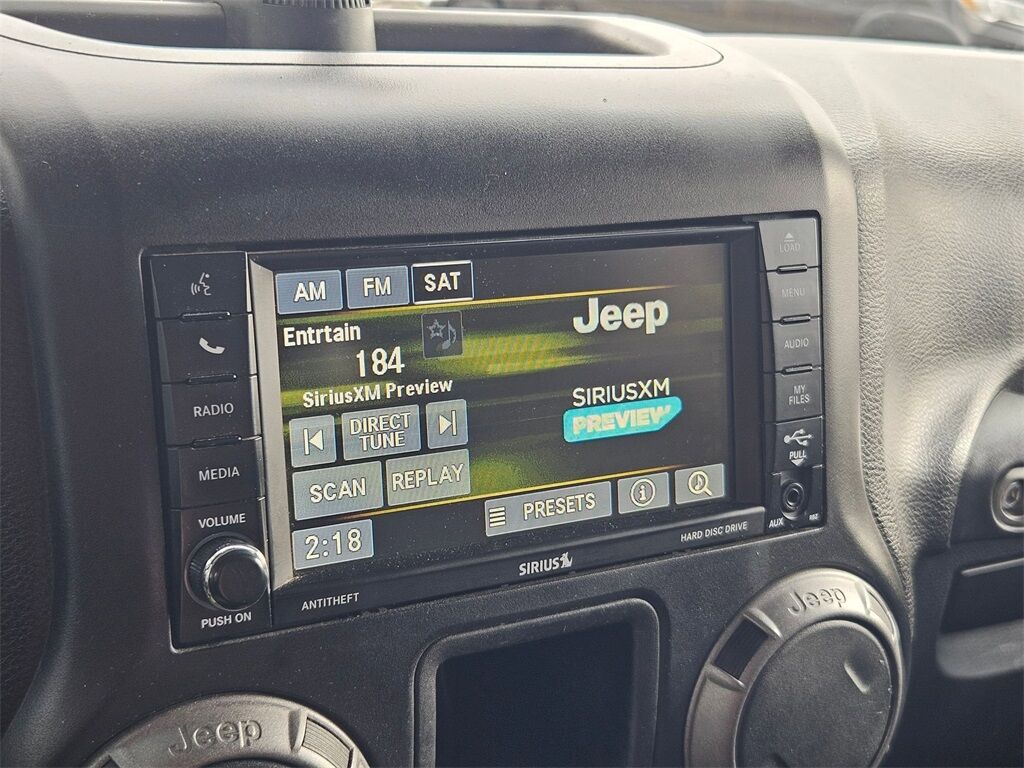 AM FM SAT
Entrtain
184
SiriusXM Preview
DIRECT
TUNE
SCAN REPLAY
2:18
PRESETS
Jeep
SIRIUSXM
PREVIEW
RADIO
MEDIA
VOLUME
PUSH ON
ANTITHEFT
SIRIUS
HARD DISC DRIVE
LOAD
MENU
AUDIO
MY
FILES
PULL
AUX
Jeep
Jeep